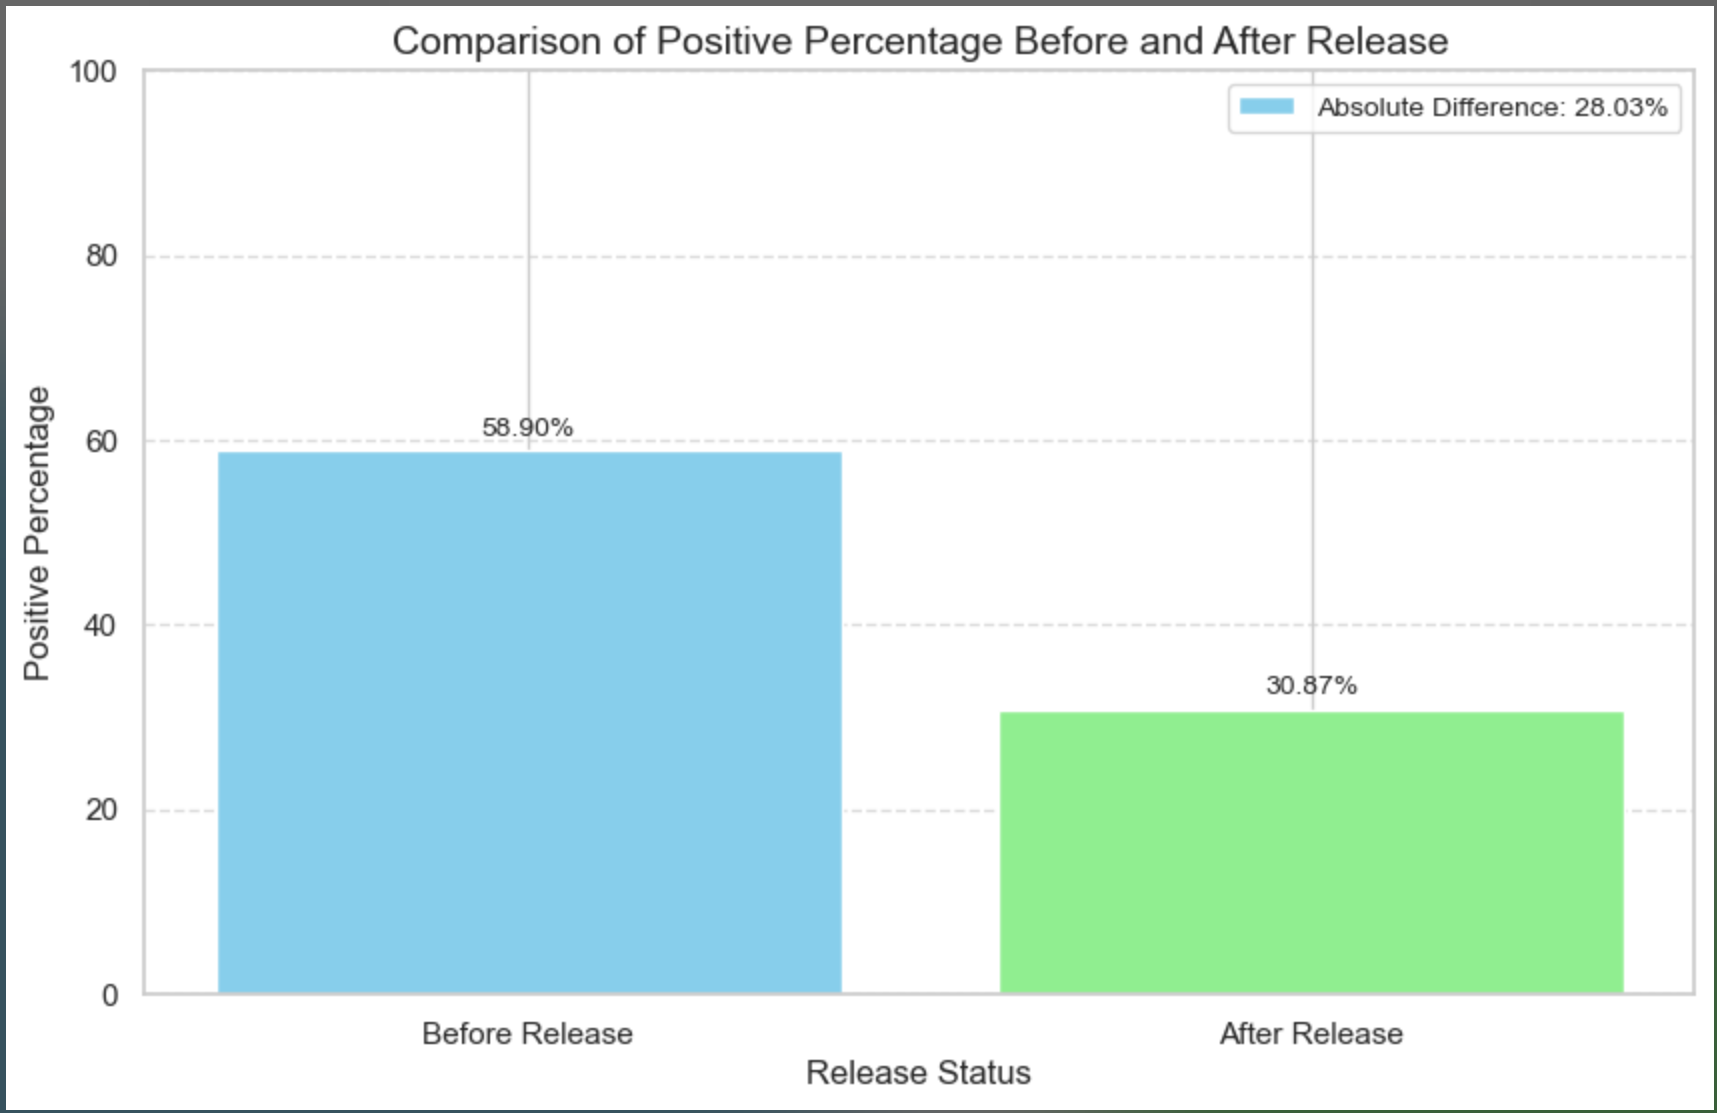 Comparison of Positive Percentage Before and After Release
Absolute Difference: 28.03%
100
80
60
40
20
0
Positive Percentage
58.90%
30.87%
Before Release
After Release
Release Status